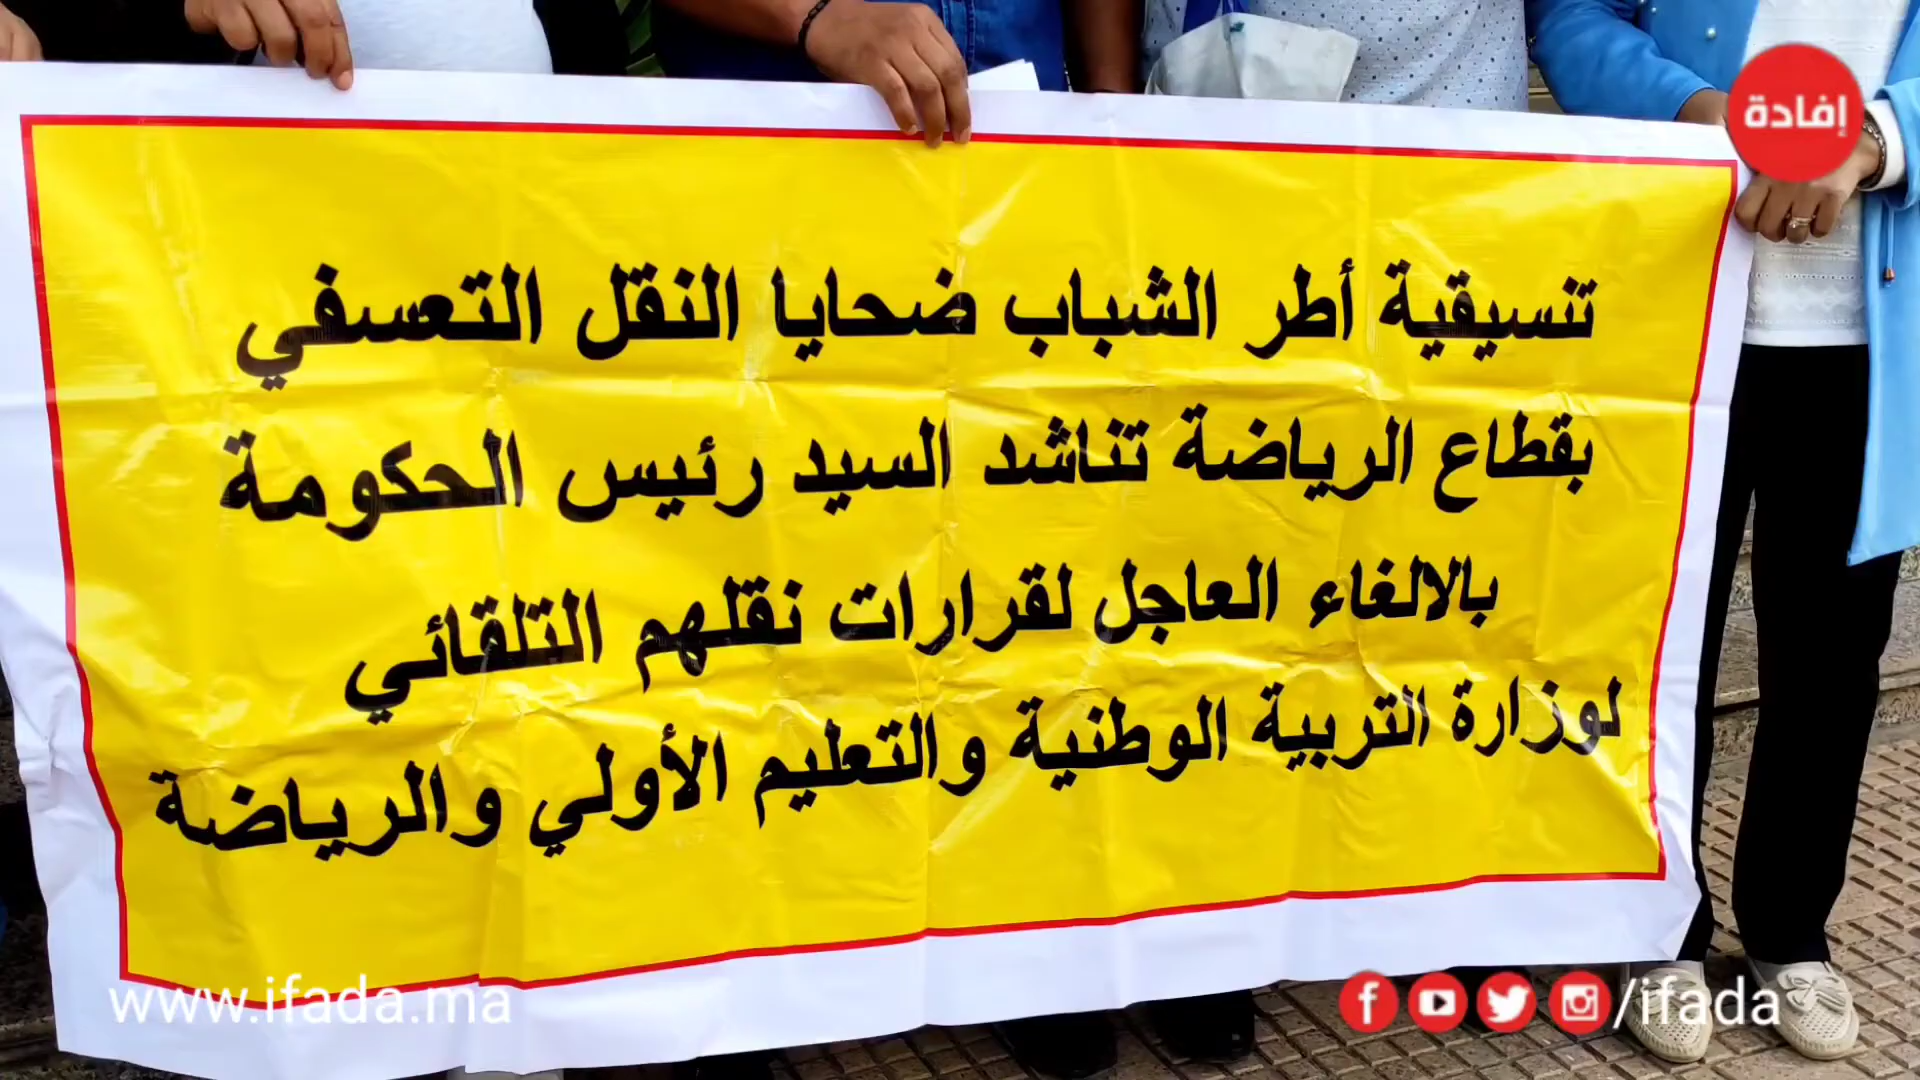 إفادة
تنسيقية أطر الشباب ضحايا النقل التعسفي
بقطاع الرياضة تناشد السيد رئيس الحكومة
بالالغاء العاجل لقرارات نقلهم التلقائي
لوزارة التربية الوطنية والتعليم الأولي والرياضة
www.ifada.ma
/ifada